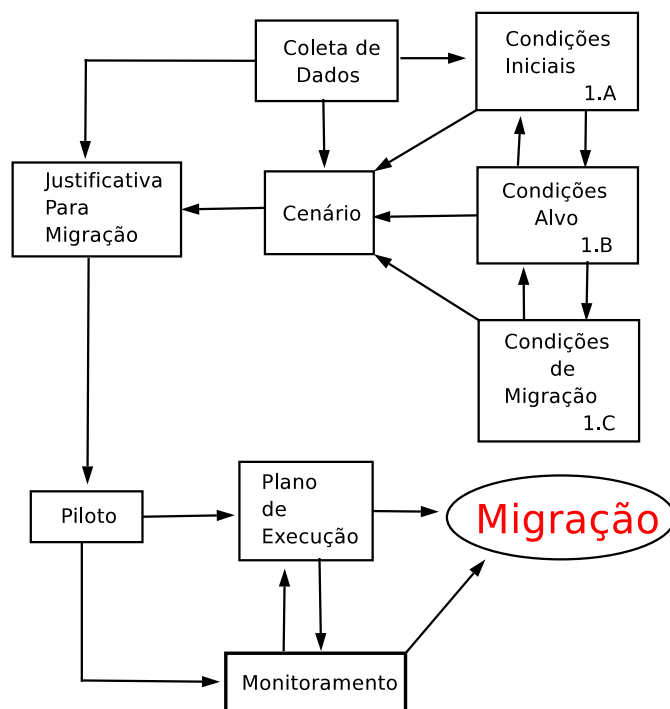 Coleta de
Dados
Condições
Iniciais
1.A
Justificativa
Para
Migração
Cenário
Condições
Alvo
1.B
Condições
de
Migração
1.C
Piloto
Plano
de
Execução
Migração
Monitoramento